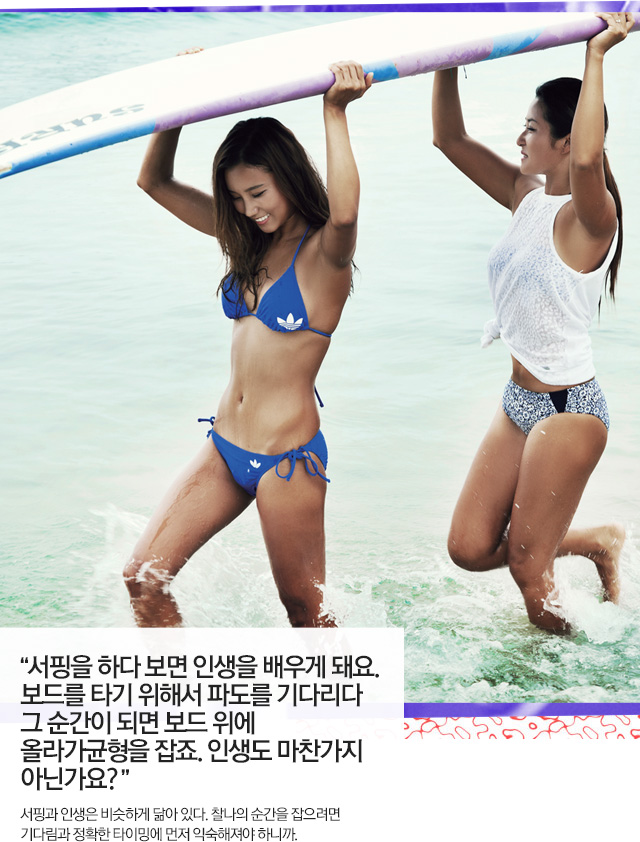 “서핑을 하다 보면 인생을 배우게 돼요.
보드를 타기 위해서 파도를 기다리다
그 순간이 되면 보드 위에
올라가균형을 잡죠. 인생도 마찬가지
아닌가요?”
서핑과 인생은 비슷하게 닮아 있다. 찰나의 순간을 잡으려면
기다림과 정확한 타이밍에 먼저 익숙해져야 하니까.